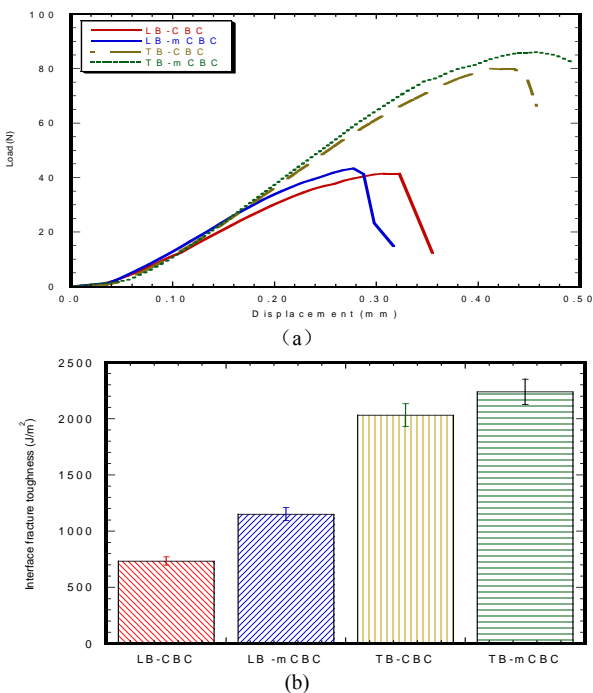 100
LB-CBC
LB-mCBC
TB-CBC
TB-mCBC
80
60
40
20
0
Load(N)
0.0
0.10
0.20
0.30
0.40
0.50
Displacement (mm)
(a)
2500
2000
1500
1000
500
0
Interface fracture toughness (J/m²)
LB-CBC
LB-mCBC
TB-CBC
TB-mCBC
(b)